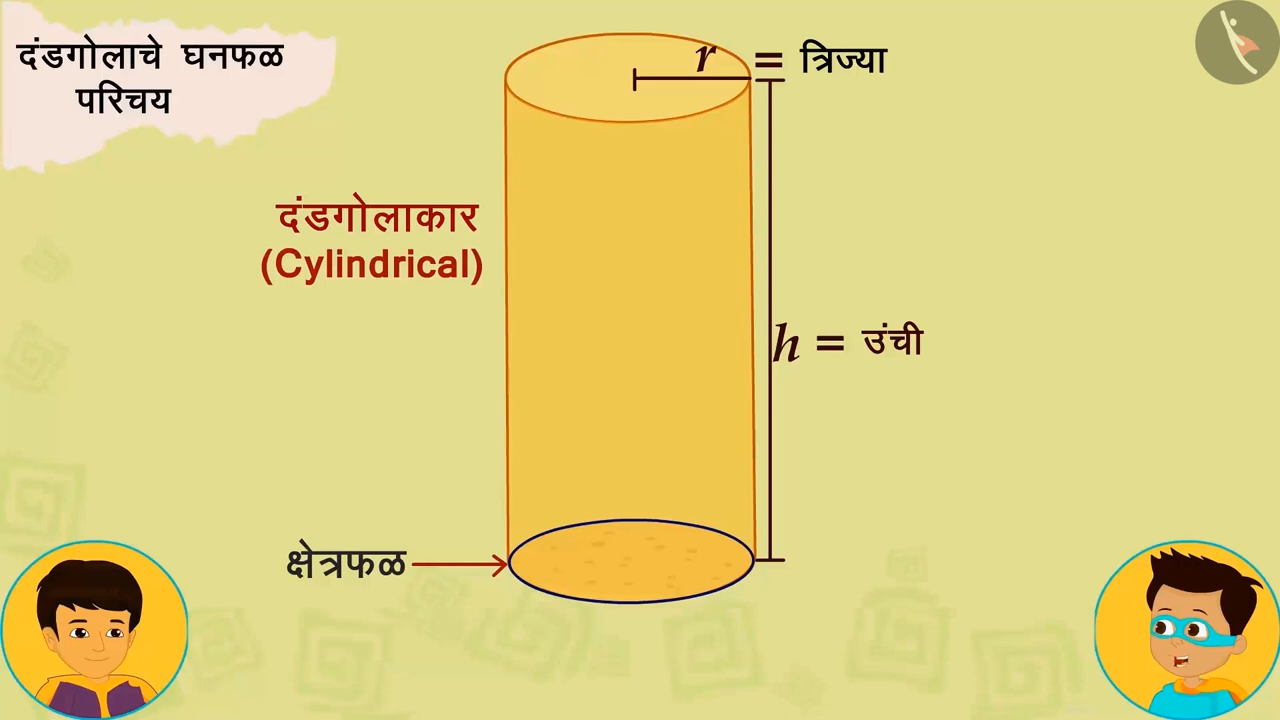 दंडगोलाचे घनफळ
परिचय
r = त्रिज्या
दंडगोलाकार
(Cylindrical)
h = उंची
क्षेत्रफळ